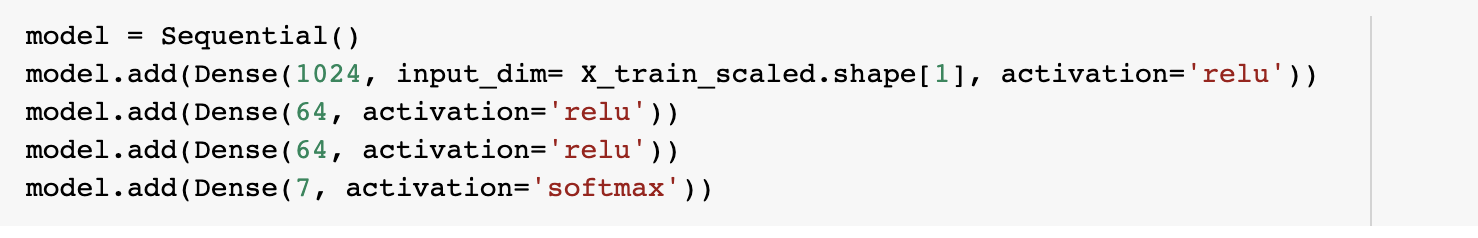 model = Sequential()
model.add(Dense(1024, input_dim= X_train_scaled.shape[1], activation='relu'))
model.add(Dense(64, activation='relu'))
model.add(Dense(64, activation='relu'))
model.add(Dense(7, activation='softmax'))